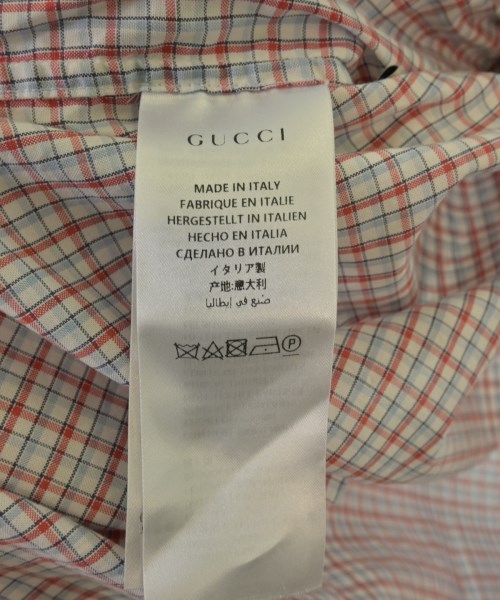 GUCCI
MADE IN ITALY
FABRIQUE EN ITALIE
HERGESTELLT IN ITALIEN
HECHO EN ITALIA
СДЕЛАНО В ИТАЛИИ
イタリア製
产地:意大利
صنع في إيطاليا
P